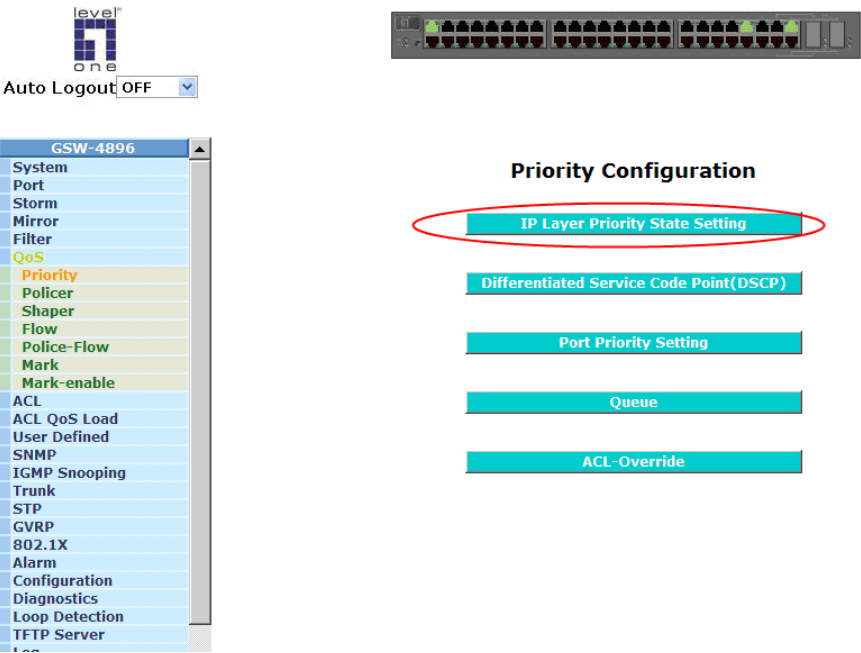 level
one
Auto Logout OFF
GSW-4896
System
Port
Storm
Mirror
Filter
QoS
Priority
Policer
Shaper
Flow
Police-Flow
Mark
Mark-enable
ACL
ACL QoS Load
User Defined
SNMP
IGMP Snooping
Trunk
STP
GVRP
802.1X
Alarm
Configuration
Diagnostics
Loop Detection
TFTP Server
Log
Priority Configuration
IP Layer Priority State Setting
Differentiated Service Code Point(DSCP)
Port Priority Setting
Queue
ACL-Override